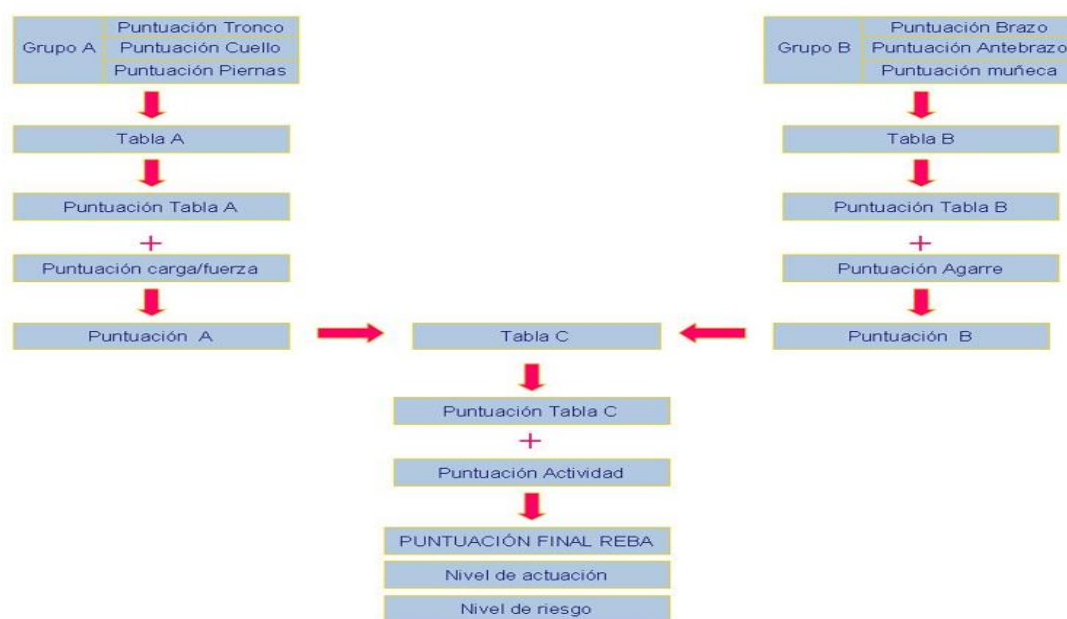 Grupo A
Puntuación Tronco
Puntuación Cuello
Puntuación Piernas
Tabla A
Puntuación Tabla A
+
Puntuación carga/fuerza
Puntuación A
Grupo B
Puntuación Brazo
Puntuación Antebrazo
Puntuación muñeca
Tabla B
Puntuación Tabla B
+
Puntuación Agarre
Puntuación B
Tabla C
Puntuación Tabla C
+
Puntuación Actividad
PUNTUACIÓN FINAL REBA
Nivel de actuación
Nivel de riesgo